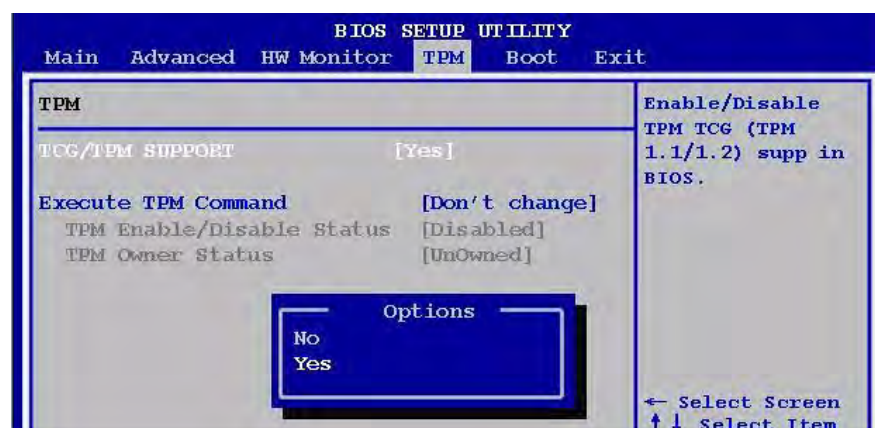 BIOS SETUP UTILITY
Main Advanced HW Monitor TPM Boot Exit
TPM
TCG/TPM SUPPORT [Yes]
Execute TPM Command [Don't change]
TPM Enable/Disable Status [Disabled]
TPM Owner Status [UnOwned]
Options
No
Yes
Enable/Disable
TPM TCG (TPM
1.1/1.2) supp in
BIOS.
← Select Screen
↑↓ Select Item